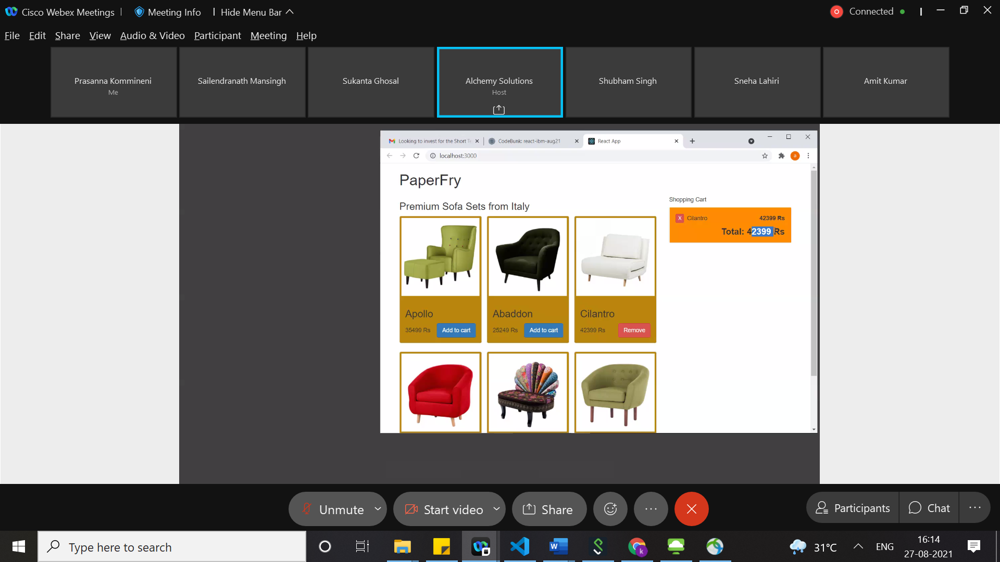 Cisco Webex Meetings
Meeting Info
Hide Menu Bar
Connected
File Edit Share View Audio & Video Participant Meeting Help
Prasanna Kommineni
Me
Sailendranath Mansingh
Sukanta Ghosal
Alchemy Solutions
Host
Shubham Singh
Sneha Lahiri
Amit Kumar
Looking to invest for the Short
CodeBunk: react-ibm-aug21
React App
localhost:3000
a
PaperFry
Premium Sofa Sets from Italy
Shopping Cart
X Cilantro 42399 Rs
Total: 42399 Rs
Apollo
35499 Rs Add to cart
Abaddon
25249 Rs Add to cart
Cilantro
42399 Rs Remove
Unmute
Start video
Share
Participants
Chat
Type here to search
W
k
31°C
ENG
16:14
27-08-2021